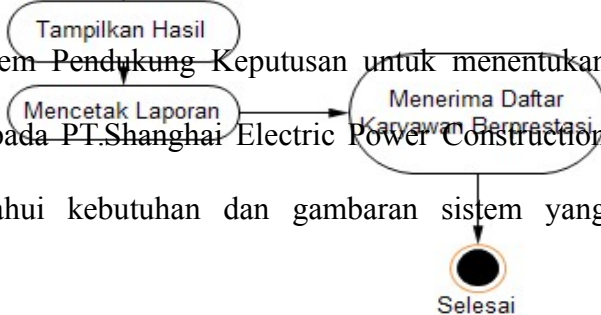 Tampilkan Hasil
em Pendukung Keputusan untuk menentukan
Mencetak Laporan
Menerima Daftar
Karyawan Berprestasi
pada PT.Shanghai Electric Power Construction
ahui kebutuhan dan gambaran sistem yang
Selesai